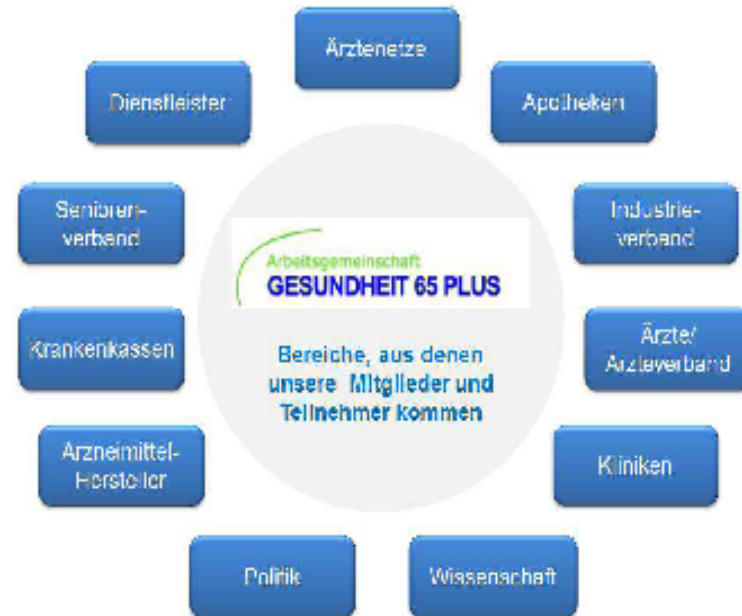 Ärztenetze
Dienstleister
Apotheken
Senioren-
verband
Industrie-
verband
Arbeitsgemeinschaft
GESUNDHEIT 65 PLUS
Krankenkassen
Bereiche, aus denen
unsere Mitglieder und
Teilnehmer kommen
Ärzte/
Ärzteverband
Arzneimittel-
Hersteller
Kliniken
Politik
Wissenschaft